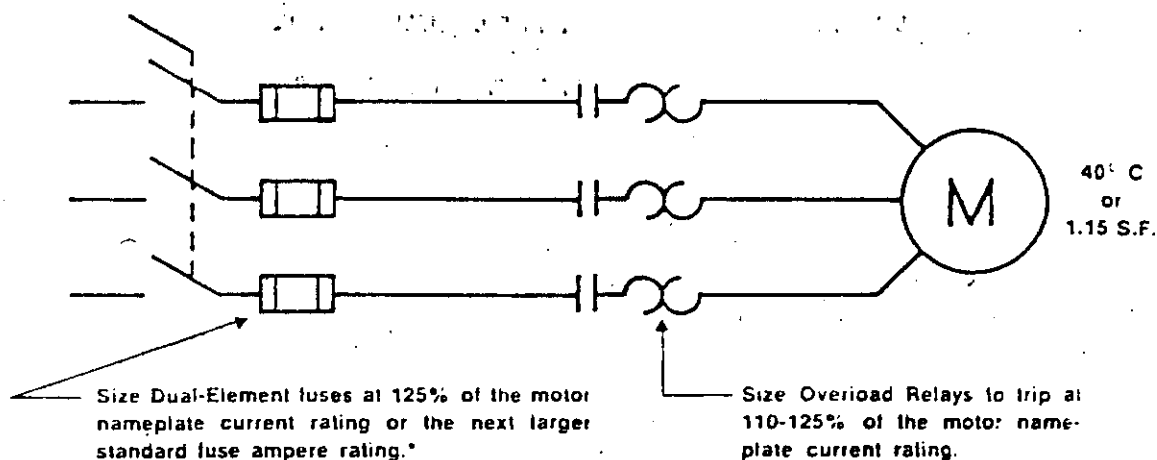 M
40° C
or
1.15 S.F.
Size Dual-Element fuses at 125% of the motor
nameplate current rating or the next larger
standard fuse ampere rating.*
Size Overload Relays to trip at
110-125% of the motor name-
plate current rating.